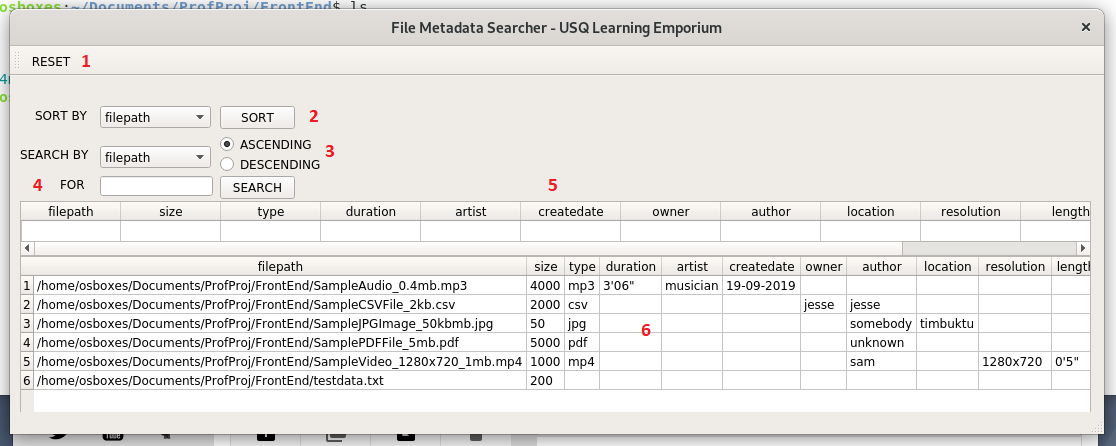 osboxes:~/Documents/ProfProj/FrontEnd$ ls
File Metadata Searcher - USQ Learning Emporium ×
RESET 1
SORT BY filepath SORT 2
ASCENDING
SEARCH BY filepath 3
DESCENDING
4 FOR SEARCH 5
filepath size type duration artist createdate owner author location resolution length
filepath size type duration artist createdate owner author location resolution length
1 /home/osboxes/Documents/ProfProj/FrontEnd/SampleAudio_0.4mb.mp3 4000 mp3 3'06" musician 19-09-2019
2 /home/osboxes/Documents/ProfProj/FrontEnd/SampleCSVFile_2kb.csv 2000 csv jesse jesse
3 /home/osboxes/Documents/ProfProj/FrontEnd/SampleJPGImage_50kbmb.jpg 50 jpg 6 somebody timbuktu
4 /home/osboxes/Documents/ProfProj/FrontEnd/SamplePDFFile_5mb.pdf 5000 pdf unknown
5 /home/osboxes/Documents/ProfProj/FrontEnd/SampleVideo_1280x720_1mb.mp4 1000 mp4 sam 1280x720 0'5"
6 /home/osboxes/Documents/ProfProj/FrontEnd/testdata.txt 200